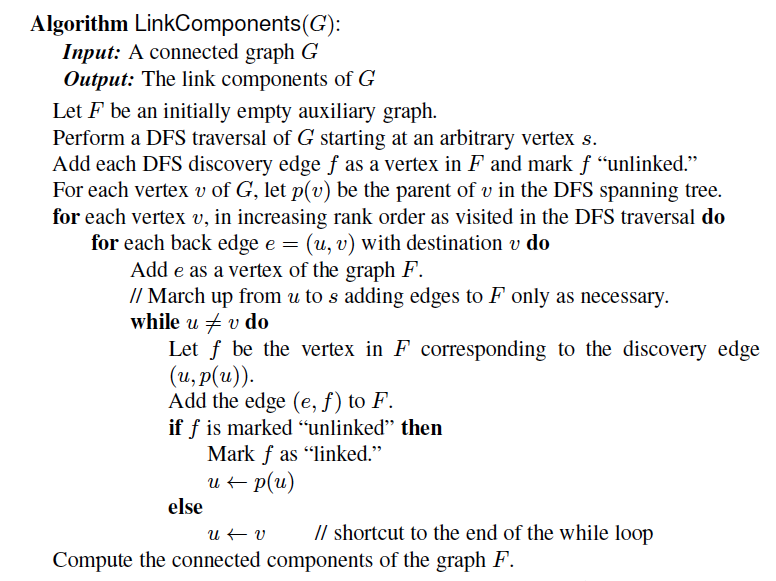 Algorithm LinkComponents(G):
Input: A connected graph G
Output: The link components of G
Let F be an initially empty auxiliary graph.
Perform a DFS traversal of G starting at an arbitrary vertex s.
Add each DFS discovery edge f as a vertex in F and mark f “unlinked.”
For each vertex v of G, let p(v) be the parent of v in the DFS spanning tree.
for each vertex v, in increasing rank order as visited in the DFS traversal do
for each back edge e = (u, v) with destination v do
Add e as a vertex of the graph F.
// March up from u to s adding edges to F only as necessary.
while u ≠ v do
Let f be the vertex in F corresponding to the discovery edge
(u, p(u)).
Add the edge (e, f) to F.
if f is marked “unlinked” then
Mark f as “linked.”
u ← p(u)
else
u ← v // shortcut to the end of the while loop
Compute the connected components of the graph F.